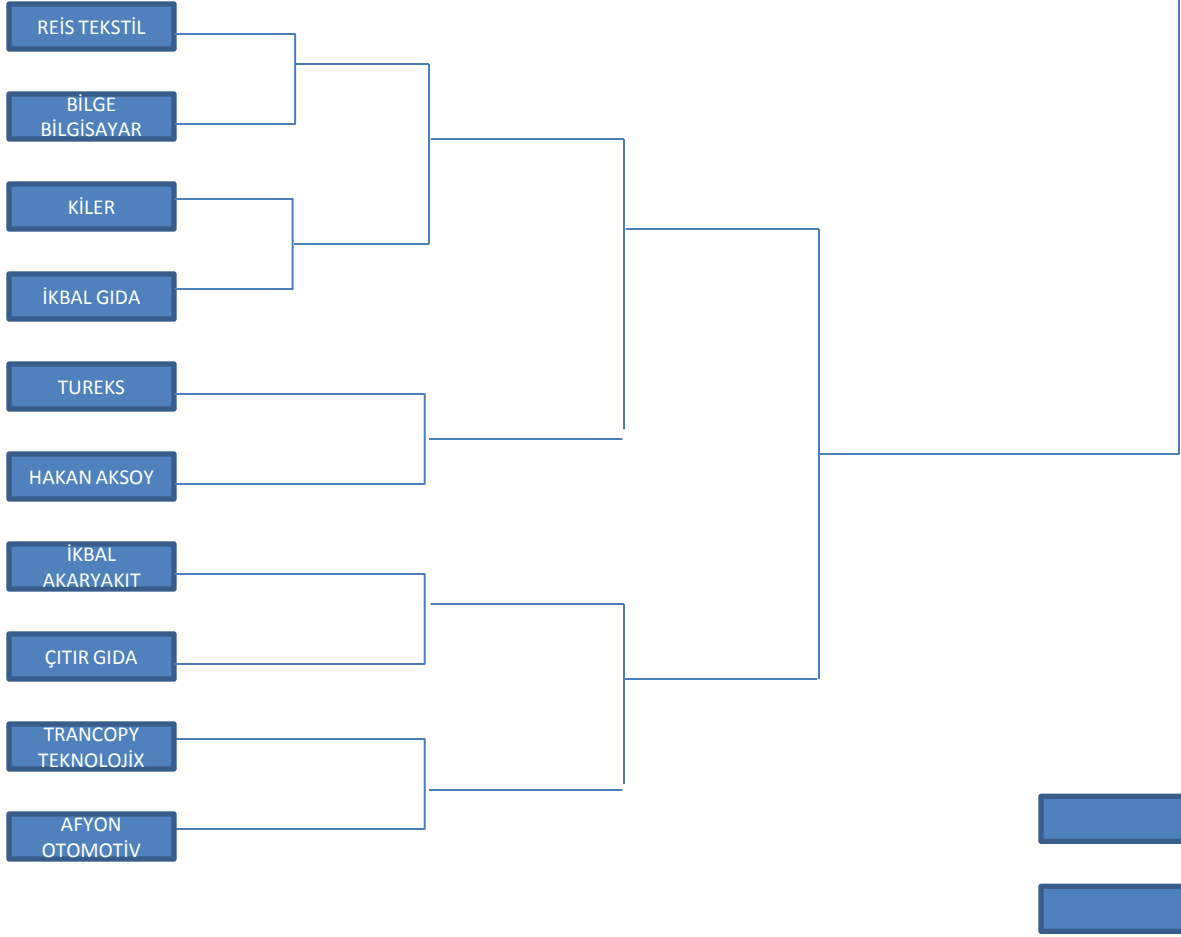 REİS TEKSTİL
BİLGE
BİLGİSAYAR
KİLER
İKBAL GIDA
TUREKS
HAKAN AKSOY
İKBAL
AKARYAKIT
ÇITIR GIDA
TRANCOPY
TEKNOLOJİX
AFYON
OTOMOTİV